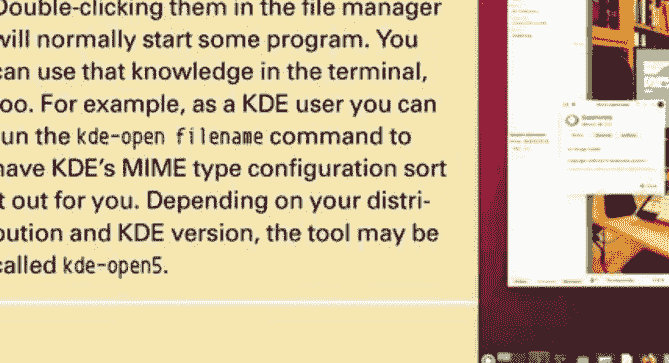 Double-clicking them in the file manager
will normally start some program. You
can use that knowledge in the terminal,
oo. For example, as a KDE user you can
un the kde-open filename command to
have KDE's MIME type configuration sort
t out for you. Depending on your distri-
bution and KDE version, the tool may be
called kde-open5.